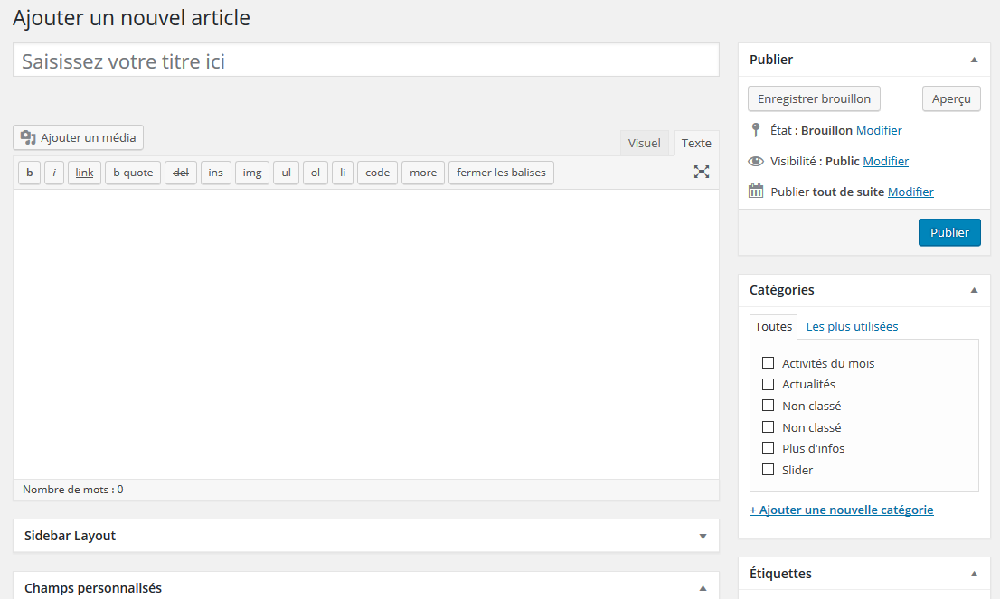 Ajouter un nouvel article
Saisissez votre titre ici
Ajouter un média
Visuel Texte
b i link b-quote del ins img ul ol li code more fermer les balises
Nombre de mots : 0
Sidebar Layout
Champs personnalisés
Publier
Enregistrer brouillon Aperçu
État : Brouillon Modifier
Visibilité : Public Modifier
Publier tout de suite Modifier
Publier
Catégories
Toutes Les plus utilisées
Activités du mois
Actualités
Non classé
Non classé
Plus d'infos
Slider
+ Ajouter une nouvelle catégorie
Étiquettes